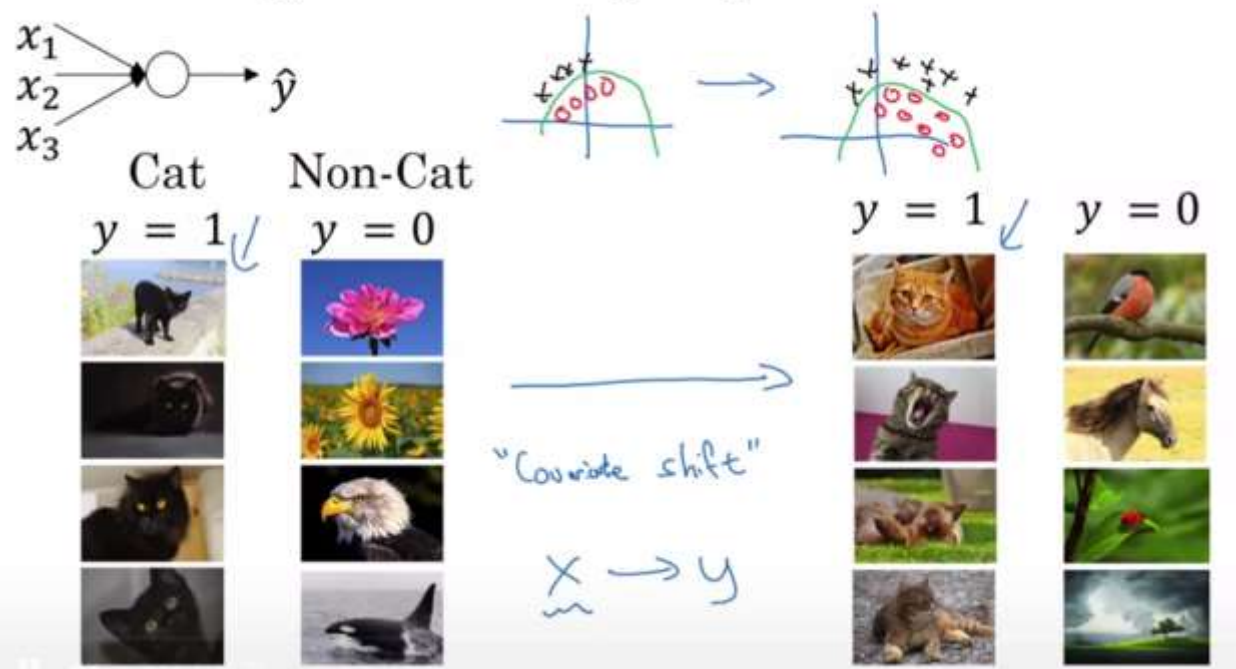 x₁
x₂
x₃
ŷ
Cat Non-Cat
y = 1 y = 0
y = 1 y = 0
"Covariate shift"
x → y